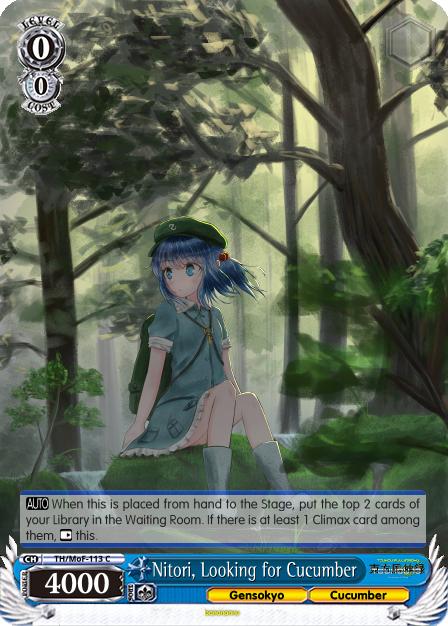 LEVEL
0
0
COST
AUTO When this is placed from hand to the Stage, put the top 2 cards of
your Library in the Waiting Room. If there is at least 1 Climax card among
them, this.
CH TH/MoF-113 C
POWER 4000 SOUL Nitori, Looking for Cucumber
Gensokyo Cucumber